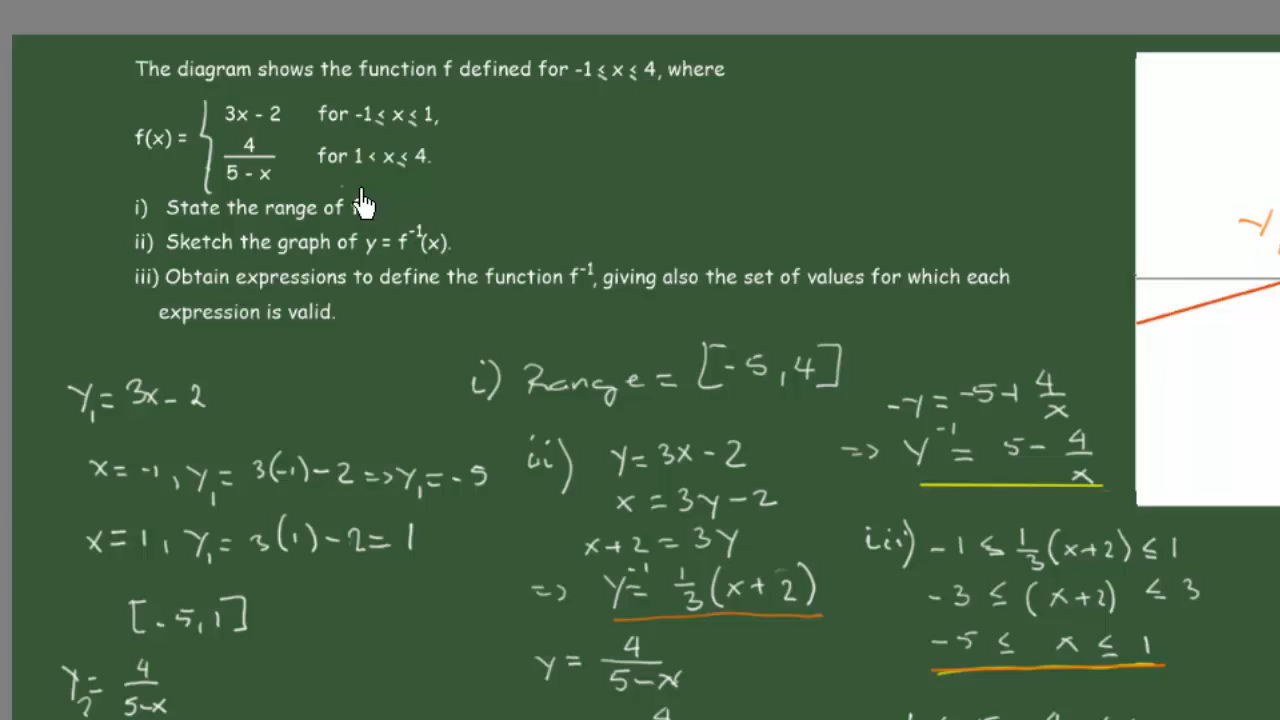 The diagram shows the function f defined for -1 ≤ x ≤ 4, where
f(x) = { 3x - 2 for -1 ≤ x ≤ 1,
4/(5 - x) for 1 < x ≤ 4.
i) State the range of
ii) Sketch the graph of y = f⁻¹(x).
iii) Obtain expressions to define the function f⁻¹, giving also the set of values for which each
expression is valid.
y₁ = 3x - 2
x = -1, y₁ = 3(-1) - 2 => y₁ = -5
x = 1, y₁ = 3(1) - 2 = 1
[-5, 1]
y₂ = 4/(5-x)
i) Range = [-5, 4]
ii) y = 3x - 2
x = 3y - 2
x + 2 = 3y
=> y⁻¹ = 1/3 (x + 2)
y = 4/(5-x)
4
-y = -5 + 4/x
=> y⁻¹ = 5 - 4/x
iii) -1 ≤ 1/3 (x+2) ≤ 1
-3 ≤ (x+2) ≤ 3
-5 ≤ x ≤ 1